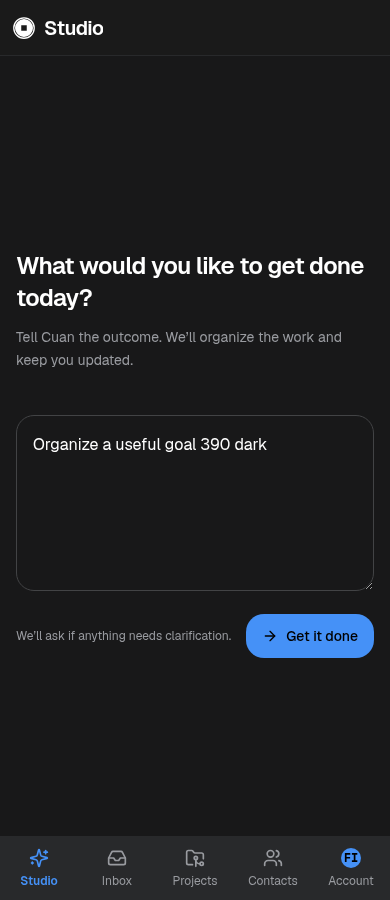 Studio
What would you like to get done
today?
Tell Cuan the outcome. We'll organize the work and
keep you updated.
Organize a useful goal 390 dark
We'll ask if anything needs clarification.
Get it done
Studio
Inbox
Projects
Contacts
FI
Account